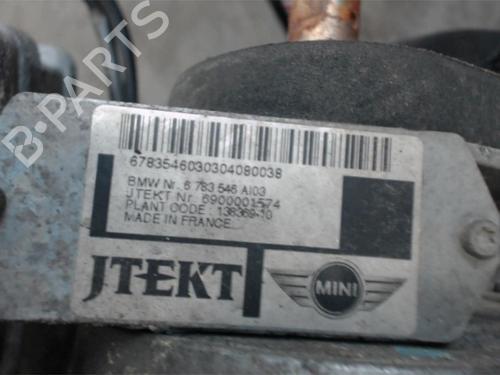 B-PARTS
6783546030304080038
BMW Nr. 6 783 546 AI03
JTEKT Nr. 6900001574
PLANT CODE : 138369-10
MADE IN FRANCE
JTEKT
MINI